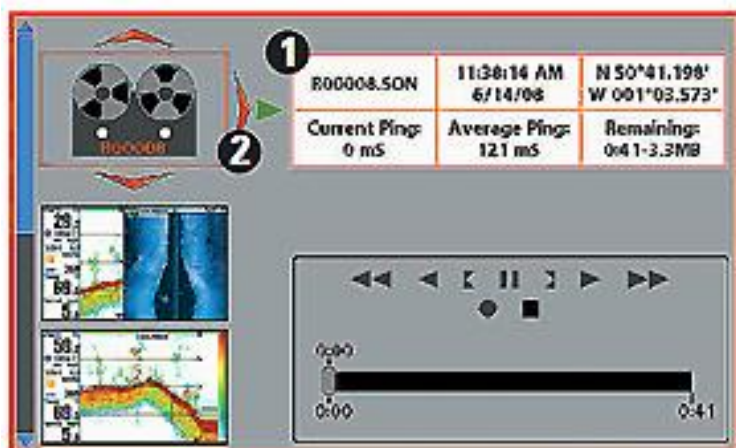 1
R00008.SON
11:38:14 AM
6/14/08
N 50°41.198'
W 001°03.573'
Current Ping:
0 mS
Average Ping:
121 mS
Remaining:
0:41-3.3MB
R00008
2
0:00
0:00
0:41